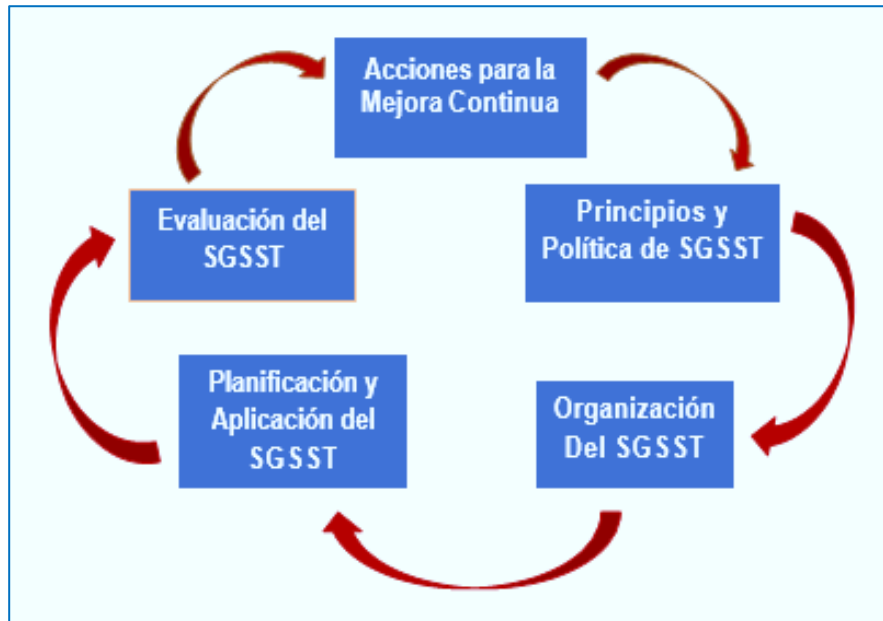 Acciones para la
Mejora Continua
Principios y
Política de SGSST
Organización
Del SGSST
Planificación y
Aplicación del
SGSST
Evaluación del
SGSST